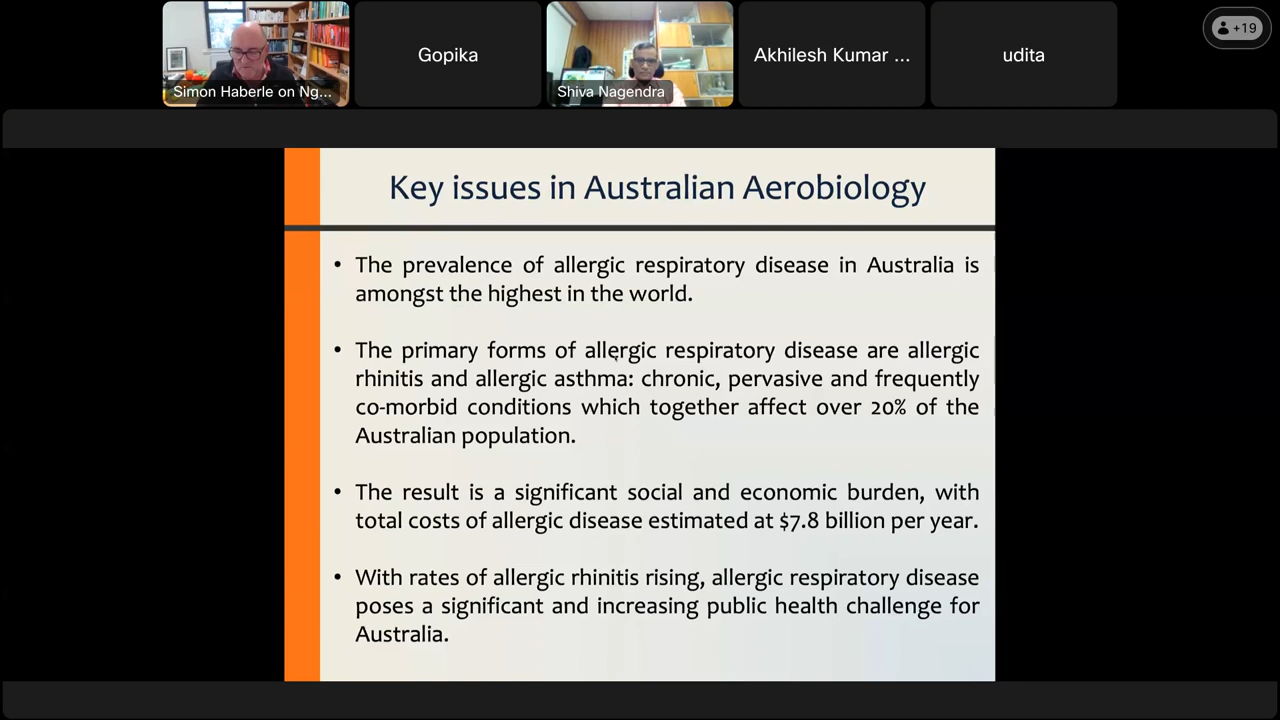 Simon Haberle on Ng...
Gopika
Shiva Nagendra
Akhilesh Kumar ...
udita
+19
Key issues in Australian Aerobiology
• The prevalence of allergic respiratory disease in Australia is
amongst the highest in the world.
• The primary forms of allergic respiratory disease are allergic
rhinitis and allergic asthma: chronic, pervasive and frequently
co-morbid conditions which together affect over 20% of the
Australian population.
• The result is a significant social and economic burden, with
total costs of allergic disease estimated at $7.8 billion per year.
• With rates of allergic rhinitis rising, allergic respiratory disease
poses a significant and increasing public health challenge for
Australia.